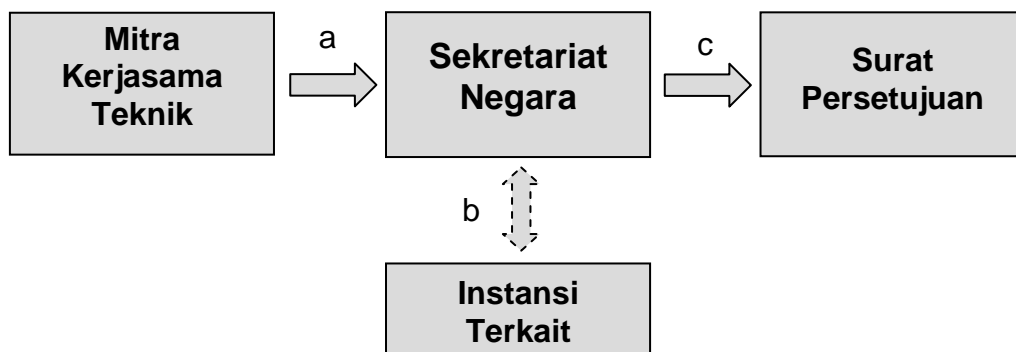 Mitra
Kerjasama
Teknik
a
Sekretariat
Negara
c
Surat
Persetujuan
b
Instansi
Terkait